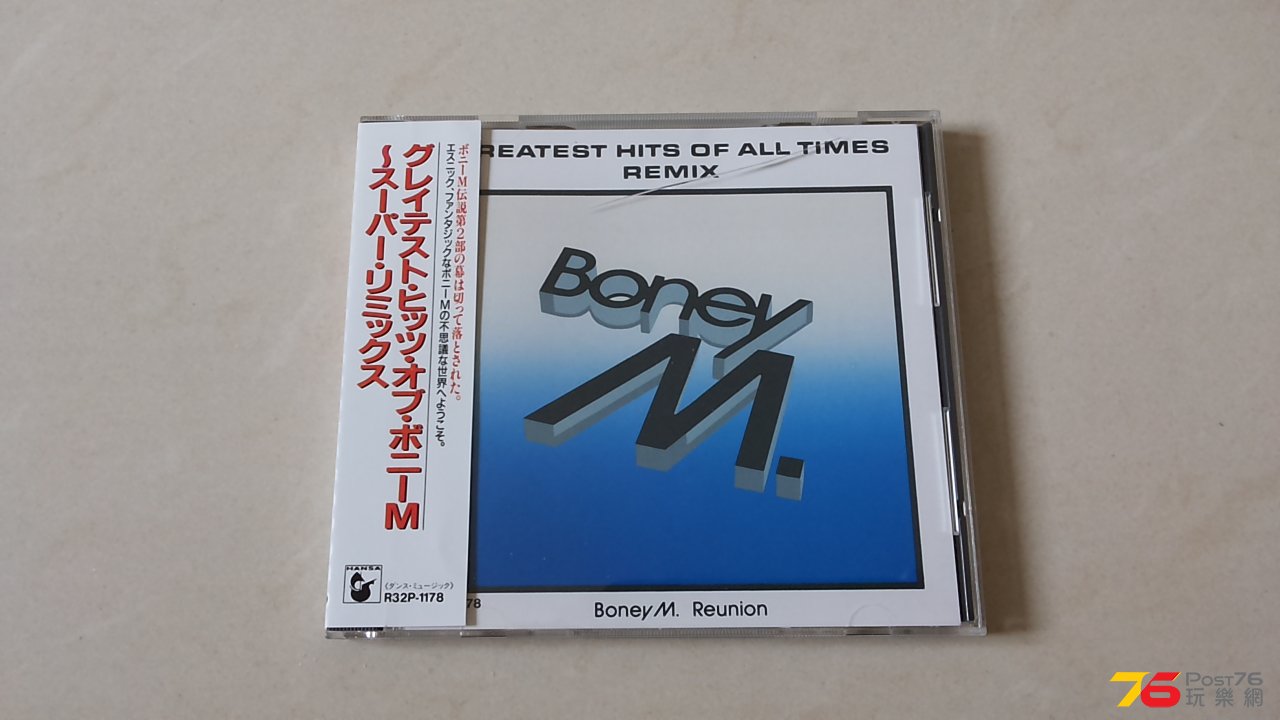 グレイテスト・ヒッツ・オブ・ボニーM
〜スーパー・リミックス
ボニーM伝説第2部の幕は切って落とされた。
エスニック、ファンタジックなボニーMの不思議な世界へようこそ。
HANSA
《ダンス・ミュージック》
R32P-1178
REATEST HITS OF ALL TIMES
REMIX
Boney
M.
78
Boney M. Reunion
76 POST76
玩樂網